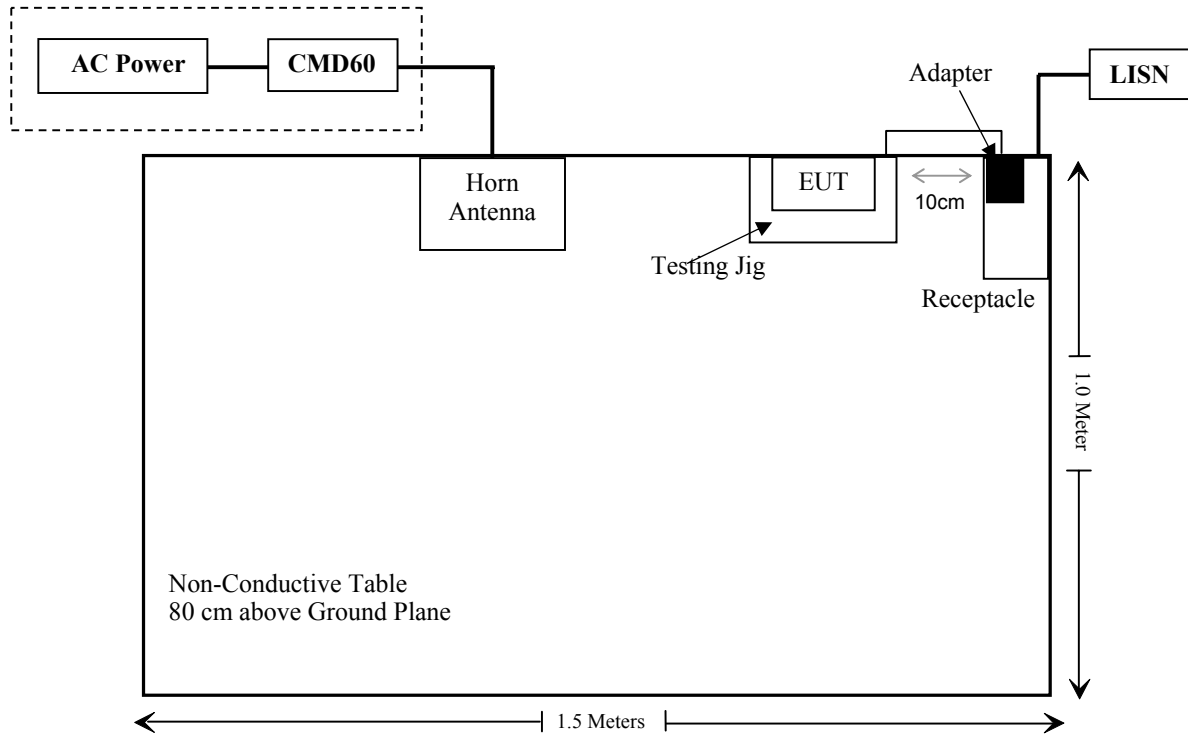 AC Power
CMD60
Adapter
LISN
Horn
Antenna
EUT
10cm
Testing Jig
Receptacle
1.0 Meter
Non-Conductive Table
80 cm above Ground Plane
1.5 Meters